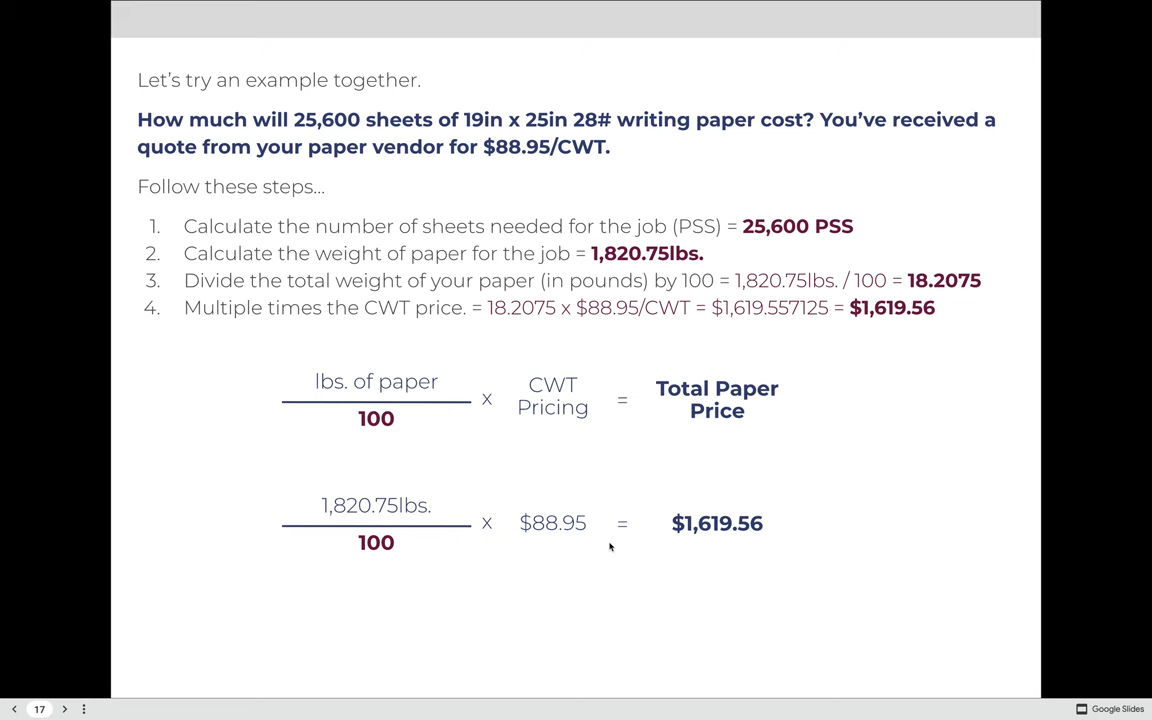 Let's try an example together.
How much will 25,600 sheets of 19in x 25in 28# writing paper cost? You've received a
quote from your paper vendor for $88.95/CWT.
Follow these steps...
1. Calculate the number of sheets needed for the job (PSS) = 25,600 PSS
2. Calculate the weight of paper for the job = 1,820.75lbs.
3. Divide the total weight of your paper (in pounds) by 100 = 1,820.75lbs. / 100 = 18.2075
4. Multiple times the CWT price. = 18.2075 x $88.95/CWT = $1,619.557125 = $1,619.56
lbs. of paper
100
x
CWT
Pricing
=
Total Paper
Price
1,820.75lbs.
100
x
$88.95
=
$1,619.56
17
Google Slides